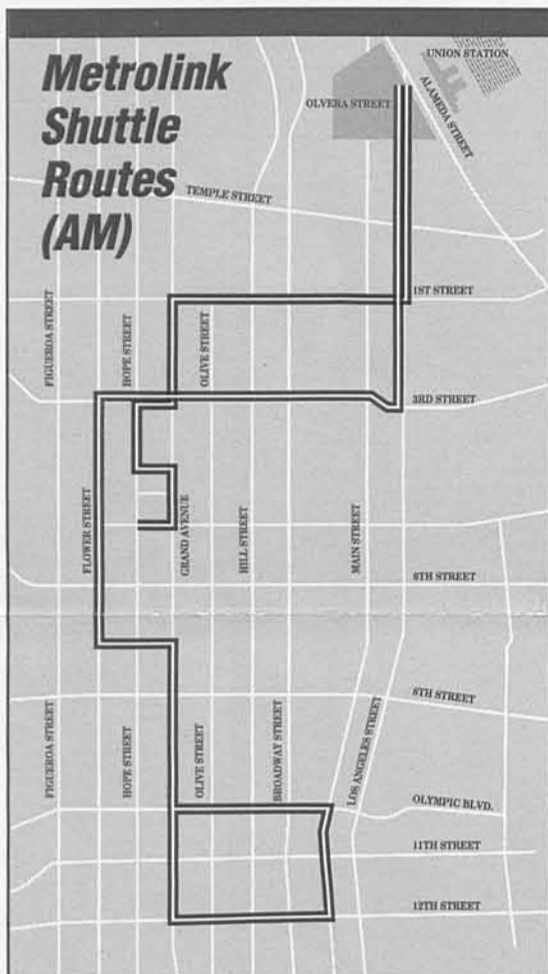 Metrolink
Shuttle
Routes
(AM)
UNION STATION
OLVERA STREET
ALAMEDA STREET
TEMPLE STREET
1ST STREET
FIGUEROA STREET
HOPE STREET
OLIVE STREET
3RD STREET
FLOWER STREET
GRAND AVENUE
HILL STREET
MAIN STREET
6TH STREET
8TH STREET
FIGUEROA STREET
HOPE STREET
OLIVE STREET
BROADWAY STREET
LOS ANGELES STREET
OLYMPIC BLVD.
11TH STREET
12TH STREET